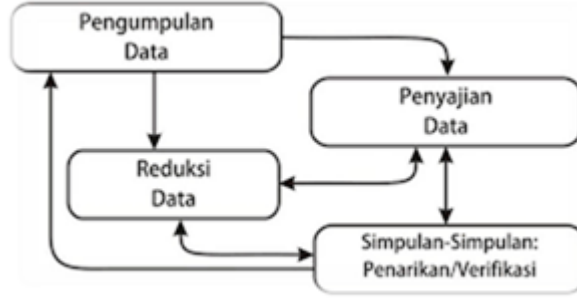 Pengumpulan
Data
Penyajian
Data
Reduksi
Data
Simpulan-Simpulan:
Penarikan/Verifikasi